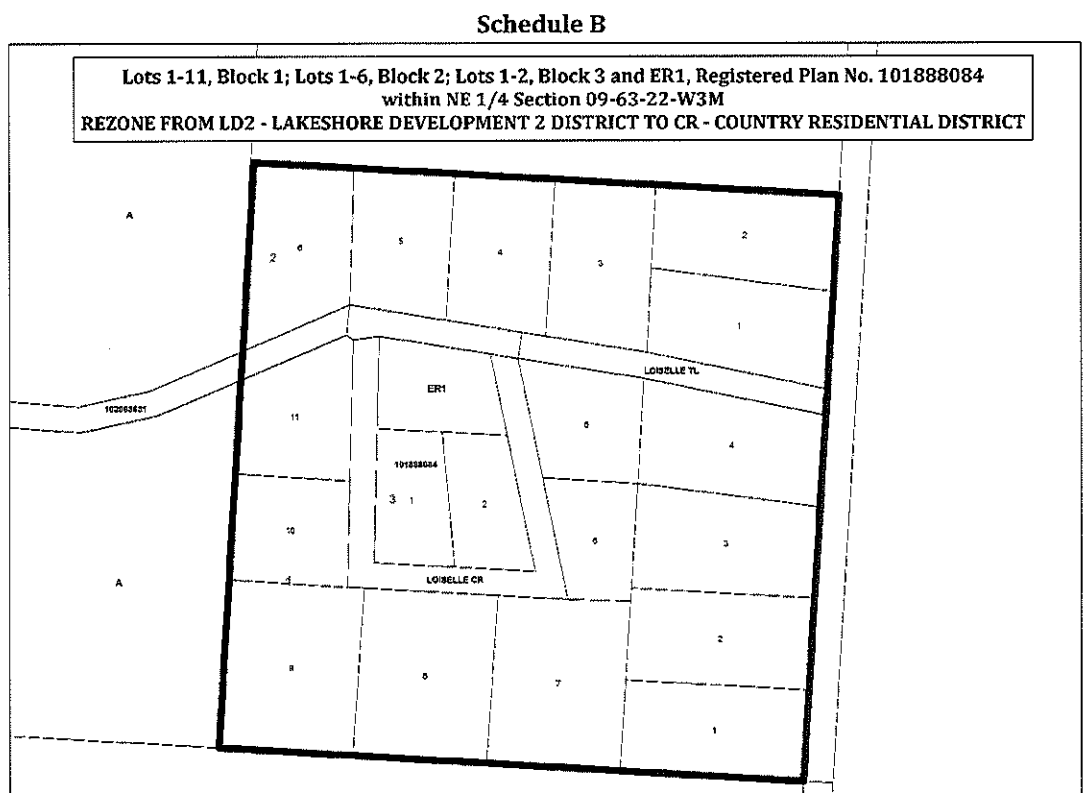 Schedule B
Lots 1-11, Block 1; Lots 1-6, Block 2; Lots 1-2, Block 3 and ER1, Registered Plan No. 101888084
within NE 1/4 Section 09-63-22-W3M
REZONE FROM LD2 - LAKESHORE DEVELOPMENT 2 DISTRICT TO CR - COUNTRY RESIDENTIAL DISTRICT
A
2 6
5
4
3
2
1
LOISELLE TL
ER1
11
5
4
101888084
3 1
2
10
6
3
A
LOISELLE CR
2
9
8
7
1